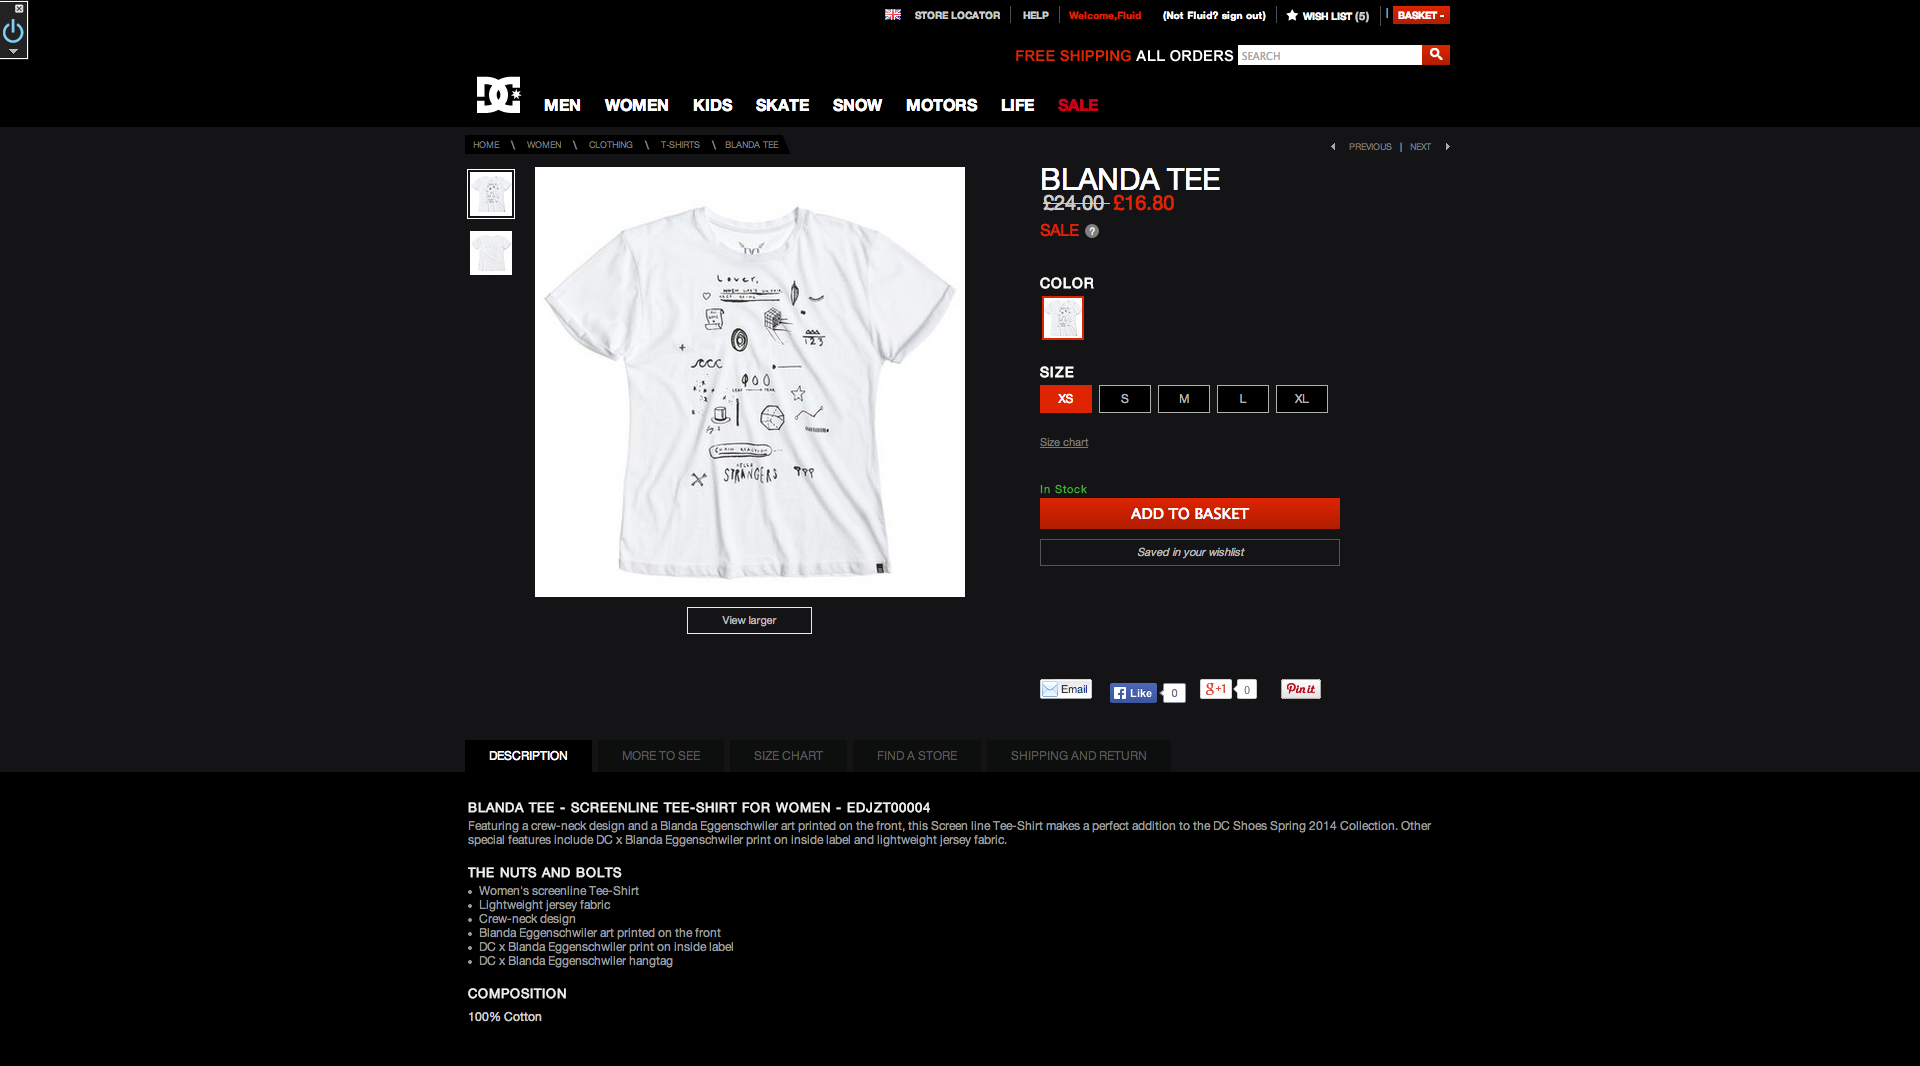 STORE LOCATOR HELP Welcome,Fluid (Not Fluid? sign out) WISH LIST (5) BASKET -
FREE SHIPPING ALL ORDERS SEARCH
DC
MEN WOMEN KIDS SKATE SNOW MOTORS LIFE SALE
HOME \ WOMEN \ CLOTHING \ T-SHIRTS \ BLANDA TEE
PREVIOUS | NEXT
BLANDA TEE
£24.00 £16.80
SALE ?
Lover,
123
CHAIN REACTION
HELLO
STRANGERS
COLOR
SIZE
XS S M L XL
Size chart
In Stock
ADD TO BASKET
Saved in your wishlist
View larger
Email Like 0 g+1 0 Pin it
DESCRIPTION MORE TO SEE SIZE CHART FIND A STORE SHIPPING AND RETURN
BLANDA TEE - SCREENLINE TEE-SHIRT FOR WOMEN - EDJZT00004
Featuring a crew-neck design and a Blanda Eggenschwiler art printed on the front, this Screen line Tee-Shirt makes a perfect addition to the DC Shoes Spring 2014 Collection. Other
special features include DC x Blanda Eggenschwiler print on inside label and lightweight jersey fabric.
THE NUTS AND BOLTS
• Women's screenline Tee-Shirt
• Lightweight jersey fabric
• Crew-neck design
• Blanda Eggenschwiler art printed on the front
• DC x Blanda Eggenschwiler print on inside label
• DC x Blanda Eggenschwiler hangtag
COMPOSITION
100% Cotton